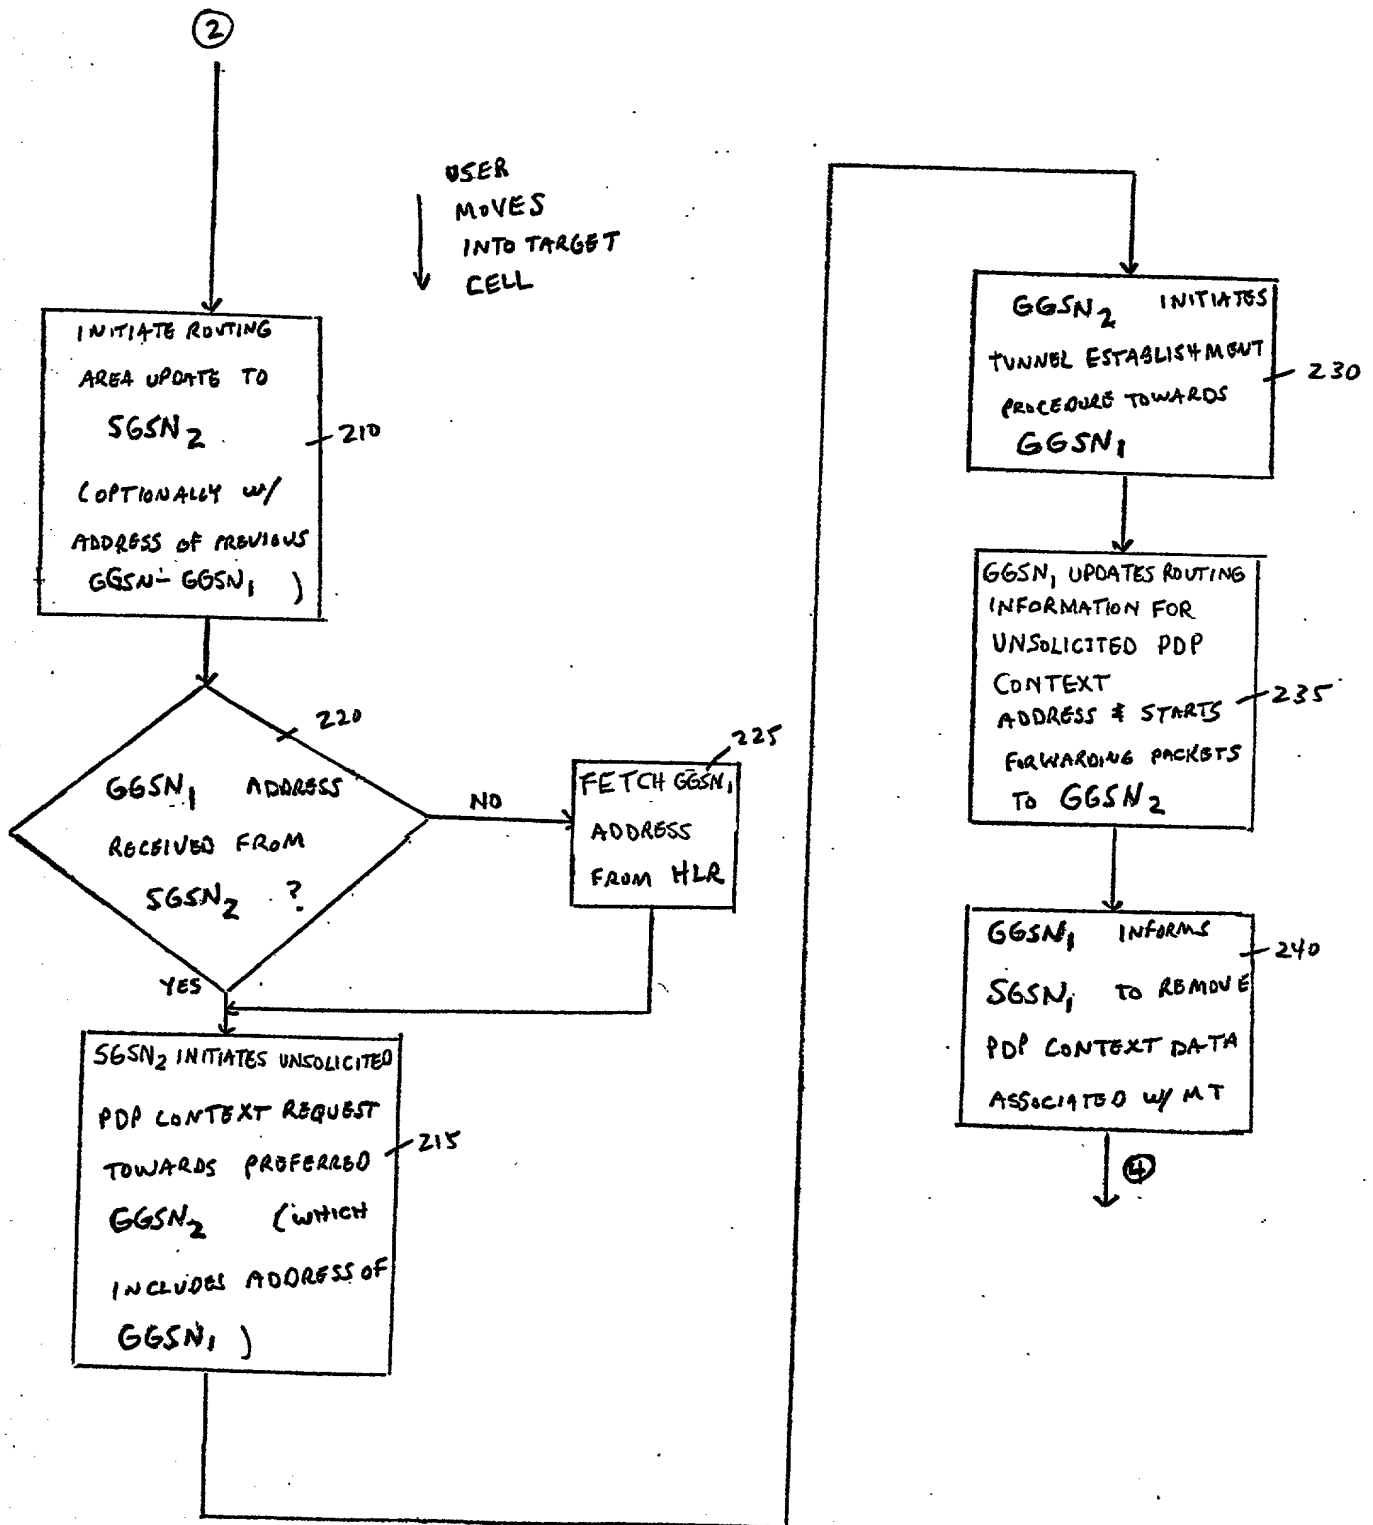 2
USER
MOVES
INTO TARGET
CELL
INITIATE ROUTING
AREA UPDATE TO
SGSN2
(OPTIONALLY W/
ADDRESS OF PREVIOUS
GGSN - GGSN1 )
210
220
GGSN1 ADDRESS
RECEIVED FROM
SGSN2 ?
NO
YES
225
FETCH GGSN1
ADDRESS
FROM HLR
SGSN2 INITIATES UNSOLICITED
PDP CONTEXT REQUEST
TOWARDS PREFERRED
GGSN2 (WHICH
INCLUDES ADDRESS OF
GGSN1 )
215
GGSN2 INITIATES
TUNNEL ESTABLISHMENT
PROCEDURE TOWARDS
GGSN1
230
GGSN1 UPDATES ROUTING
INFORMATION FOR
UNSOLICITED PDP
CONTEXT
ADDRESS & STARTS
FORWARDING PACKETS
TO GGSN2
235
GGSN1 INFORMS
SGSN1 TO REMOVE
PDP CONTEXT DATA
ASSOCIATED W/ MT
240
4